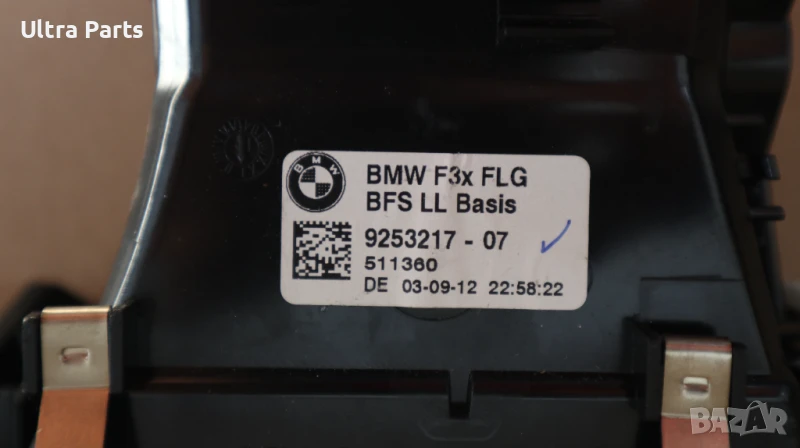 Ultra Parts
BMW
BMW F3x FLG
BFS LL Basis
9253217 - 07
511360
DE 03-09-12 22:58:22
BAZAR